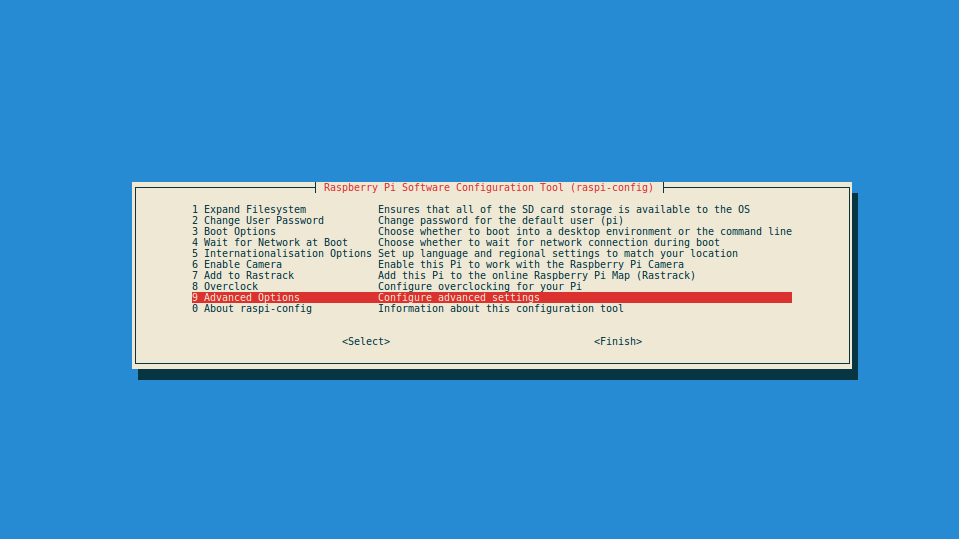 Raspberry Pi Software Configuration Tool (raspi-config)
1 Expand Filesystem Ensures that all of the SD card storage is available to the OS
2 Change User Password Change password for the default user (pi)
3 Boot Options Choose whether to boot into a desktop environment or the command line
4 Wait for Network at Boot Choose whether to wait for network connection during boot
5 Internationalisation Options Set up language and regional settings to match your location
6 Enable Camera Enable this Pi to work with the Raspberry Pi Camera
7 Add to Rastrack Add this Pi to the online Raspberry Pi Map (Rastrack)
8 Overclock Configure overclocking for your Pi
9 Advanced Options Configure advanced settings
0 About raspi-config Information about this configuration tool
<Select> <Finish>